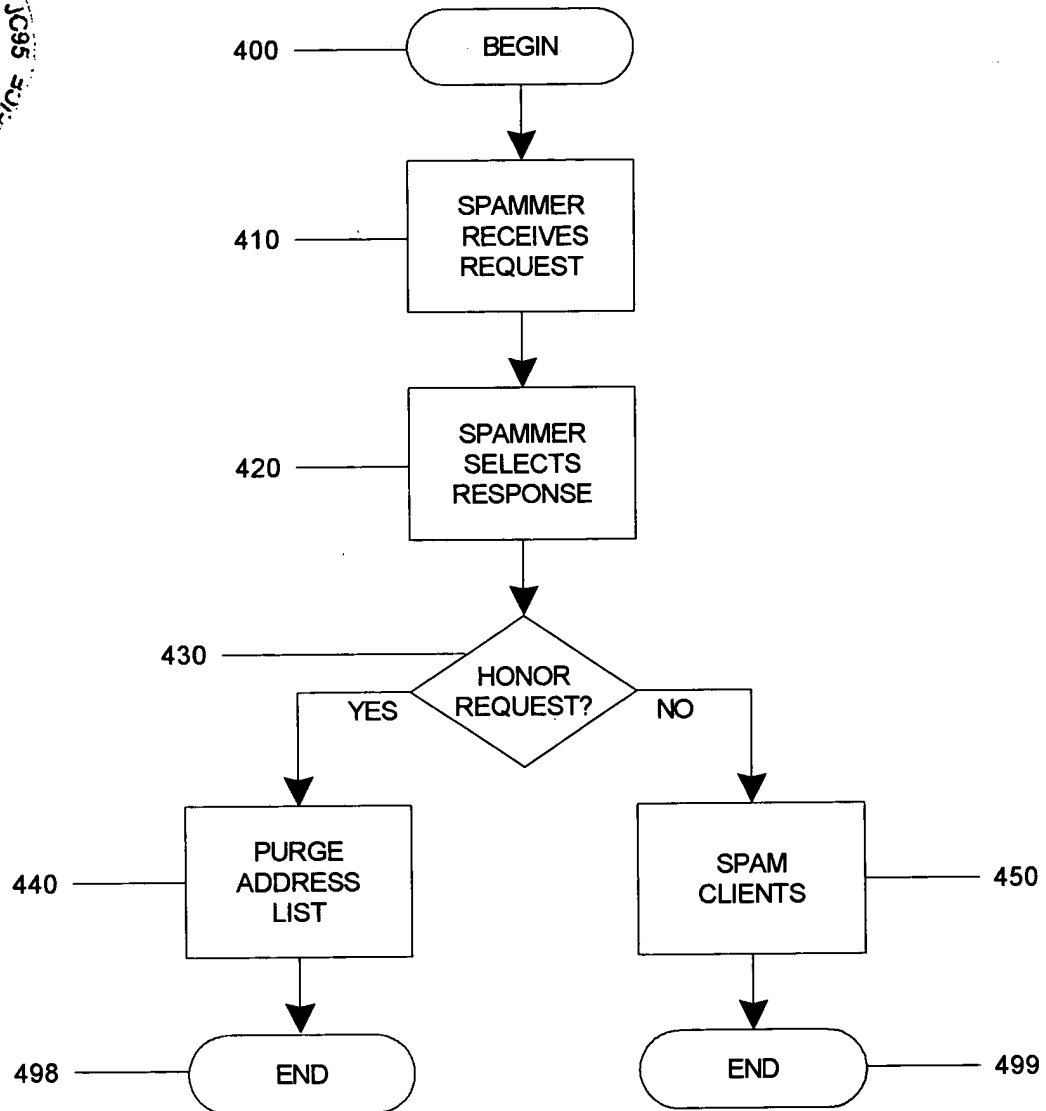 JC95
400
BEGIN
410
SPAMMER
RECEIVES
REQUEST
420
SPAMMER
SELECTS
RESPONSE
430
HONOR
REQUEST?
YES
NO
440
PURGE
ADDRESS
LIST
SPAM
CLIENTS
450
498
END
END
499